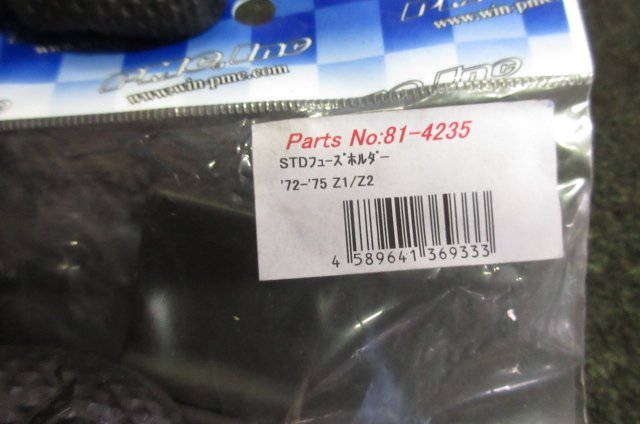 www.win-pmc.com
www.win-pmc
Parts No:81-4235
STDﾌｭｰｽﾞﾎﾙﾀﾞｰ
'72-'75 Z1/Z2
4 589641 369333